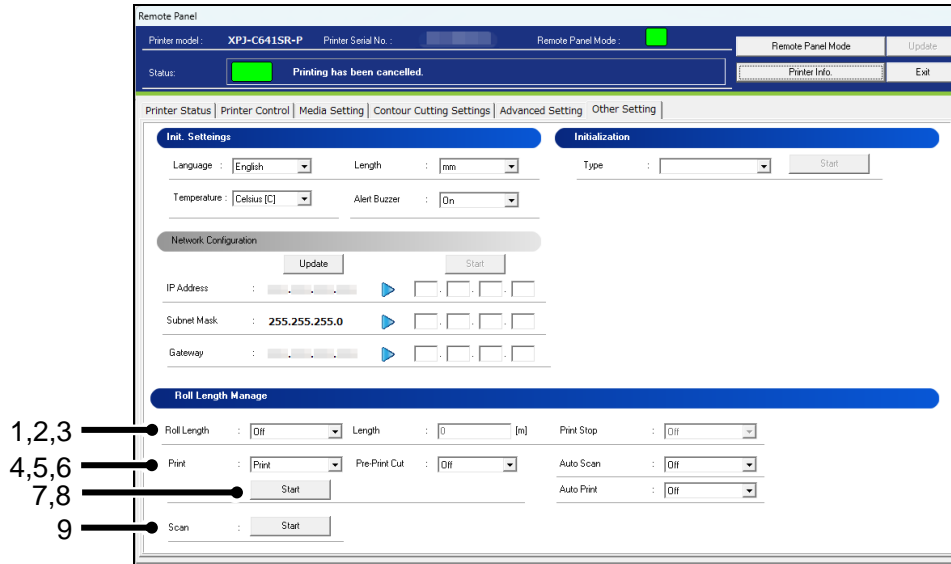 Remote Panel
Printer model : XPJ-C641SR-P Printer Serial No. : Remote Panel Mode :
Remote Panel Mode Update
Status: Printing has been cancelled. Printer Info. Exit
Printer Status Printer Control Media Setting Contour Cutting Settings Advanced Setting Other Setting
Init. Setteings Initialization
Language : English Length : mm Type : Start
Temperature : Celsius [C] Alert Buzzer : On
Network Configuration
Update Start
IP Address : . . . . . .
Subnet Mask : 255.255.255.0 . . .
Gateway : . . . . . .
Roll Length Manage
1,2,3 Roll Length : Off Length : 0 [m] Print Stop : Off
4,5,6 Print : Print Pre-Print Cut : Off Auto Scan : Off
7,8 Start Auto Print : Off
9 Scan : Start